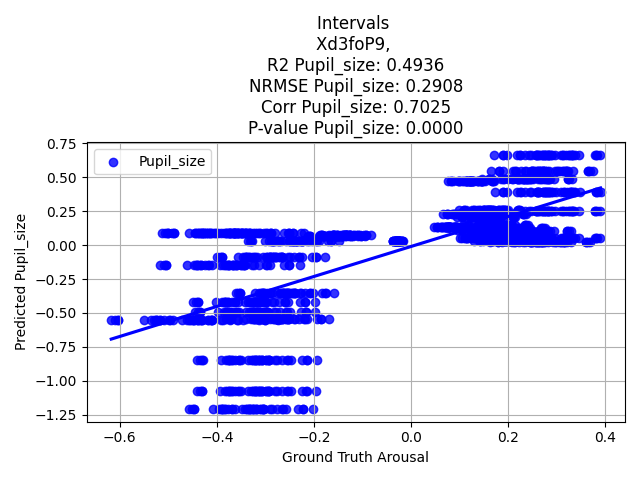 Intervals
Xd3foP9,
R2 Pupil_size: 0.4936
NRMSE Pupil_size: 0.2908
Corr Pupil_size: 0.7025
P-value Pupil_size: 0.0000
Pupil_size
0.75
0.50
0.25
0.00
−0.25
−0.50
−0.75
−1.00
−1.25
Predicted Pupil_size
−0.6
−0.4
−0.2
0.0
0.2
0.4
Ground Truth Arousal